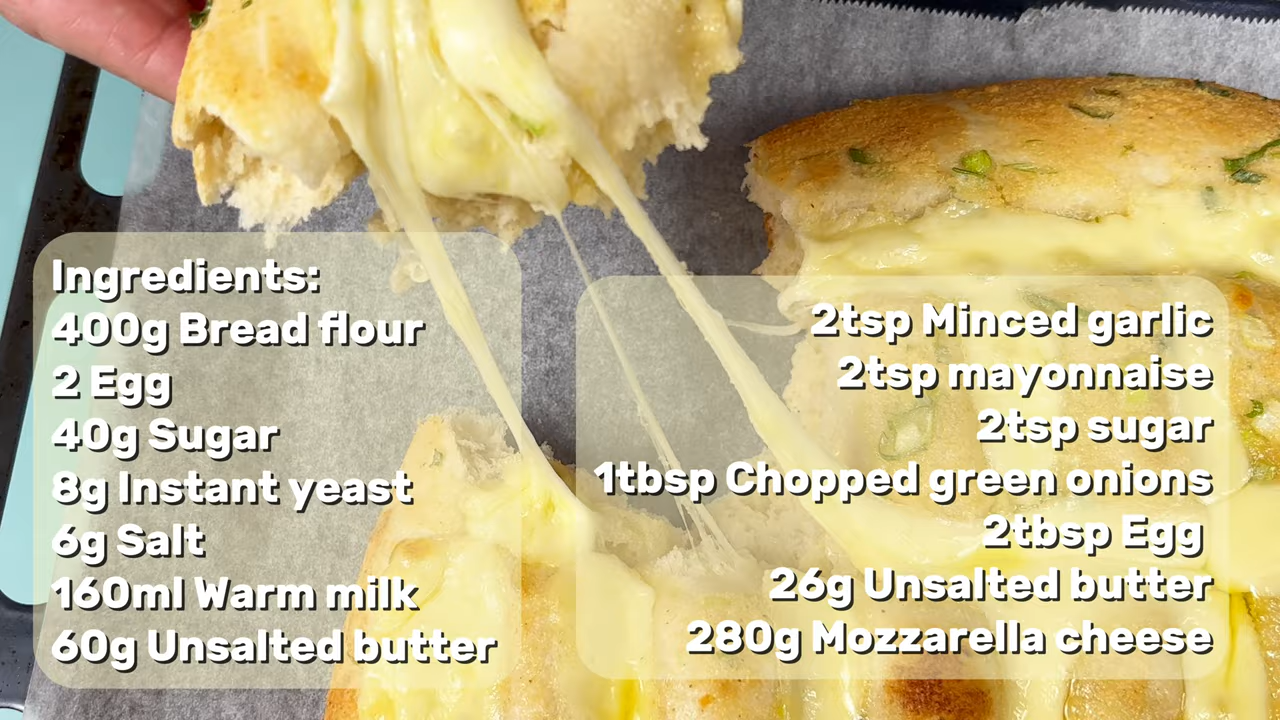 Ingredients:
400g Bread flour
2 Egg
40g Sugar
8g Instant yeast
6g Salt
160ml Warm milk
60g Unsalted butter
2tsp Minced garlic
2tsp mayonnaise
2tsp sugar
1tbsp Chopped green onions
2tbsp Egg
26g Unsalted butter
280g Mozzarella cheese